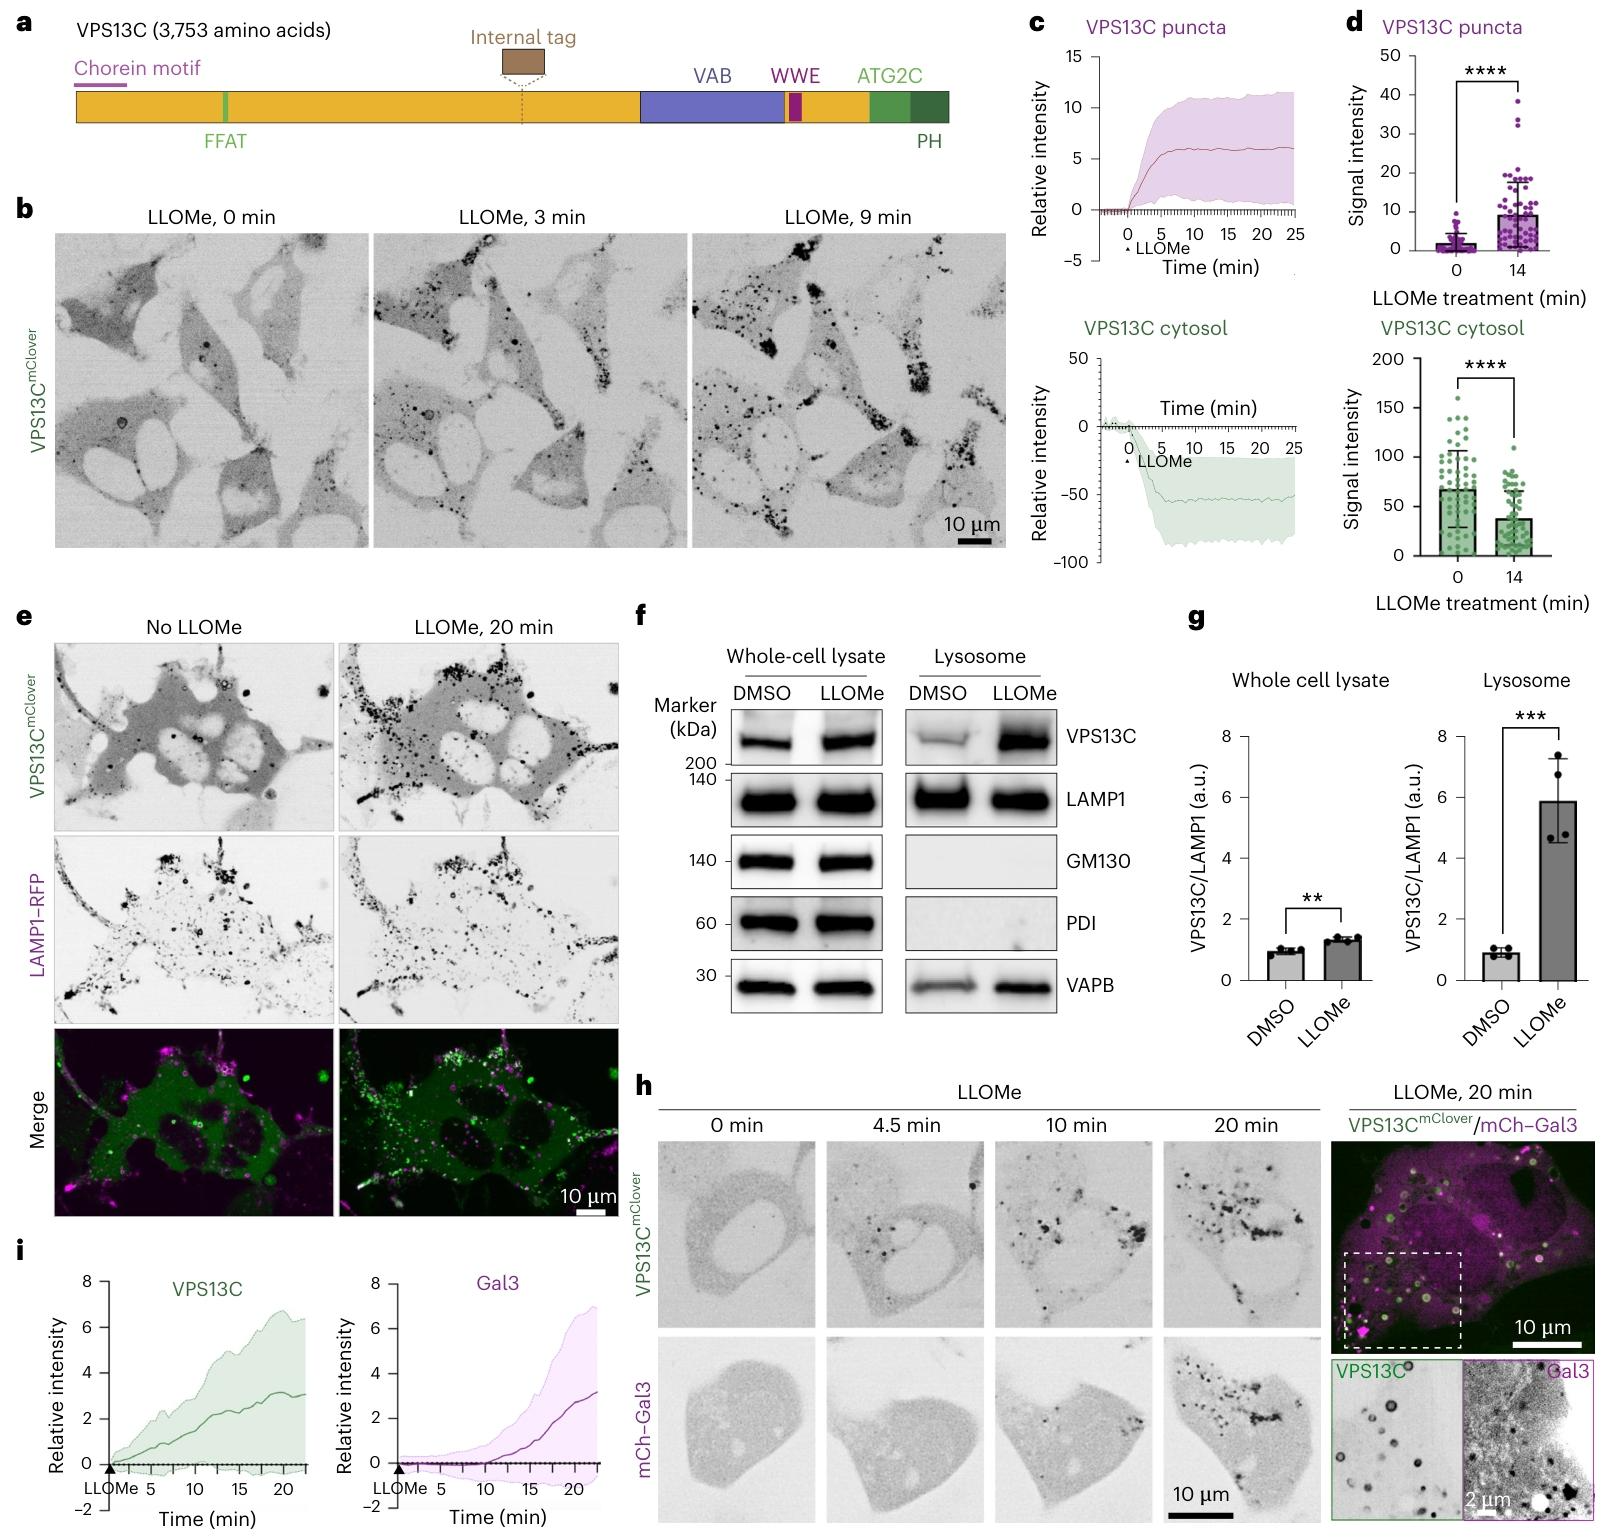 a
VPS13C (3,753 amino acids)
Chorein motif
Internal tag
VAB
WWE
ATG2C
FFAT
PH
b
LLOMe, 0 min
LLOMe, 3 min
LLOMe, 9 min
VPS13CmClover
10 µm
c
VPS13C puncta
Relative intensity
15
10
5
0
–5
0 5 10 15 20 25
LLOMe
Time (min)
VPS13C cytosol
Relative intensity
50
0
–50
–100
Time (min)
0 5 10 15 20 25
LLOMe
d
VPS13C puncta
Signal intensity
50
40
30
20
10
0
****
0 14
LLOMe treatment (min)
VPS13C cytosol
Signal intensity
200
150
100
50
0
****
0 14
LLOMe treatment (min)
e
No LLOMe
LLOMe, 20 min
VPS13CmClover
LAMP1–RFP
Merge
10 µm
f
Whole-cell lysate
Lysosome
DMSO LLOMe DMSO LLOMe
Marker
(kDa)
200
140
140
60
30
VPS13C
LAMP1
GM130
PDI
VAPB
g
Whole cell lysate
VPS13C/LAMP1 (a.u.)
8
6
4
2
0
**
DMSO
LLOMe
Lysosome
VPS13C/LAMP1 (a.u.)
8
6
4
2
0
***
DMSO
LLOMe
h
LLOMe
0 min
4.5 min
10 min
20 min
VPS13CmClover
mCh–Gal3
10 µm
LLOMe, 20 min
VPS13CmClover/mCh–Gal3
10 µm
VPS13C
Gal3
2 µm
i
VPS13C
Relative intensity
8
6
4
2
0
–2
LLOMe 5 10 15 20
Time (min)
Gal3
Relative intensity
8
6
4
2
0
–2
LLOMe 5 10 15 20
Time (min)